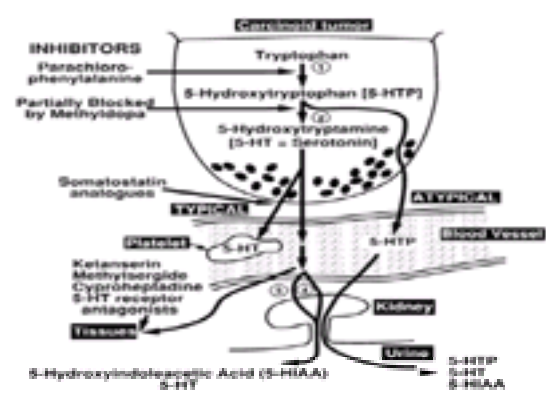 Carcinoid tumor
INHIBITORS
Tryptophan
Parachloro-
phenylalanine
1
5-Hydroxytryptophan [5-HTP]
Partially Blocked
by Methyldopa
2
5-Hydroxytryptamine
[5-HT = Serotonin]
Somatostatin
analogues
TYPICAL
ATYPICAL
Blood Vessel
Platelet
5-HT
5-HTP
Ketanserin
Methylsergide
Cyproheptadine
5-HT receptor
antagonists
Kidney
Tissues
Urine
5-Hydroxyindoleacetic Acid (5-HIAA)
5-HT
5-HTP
5-HT
5-HIAA